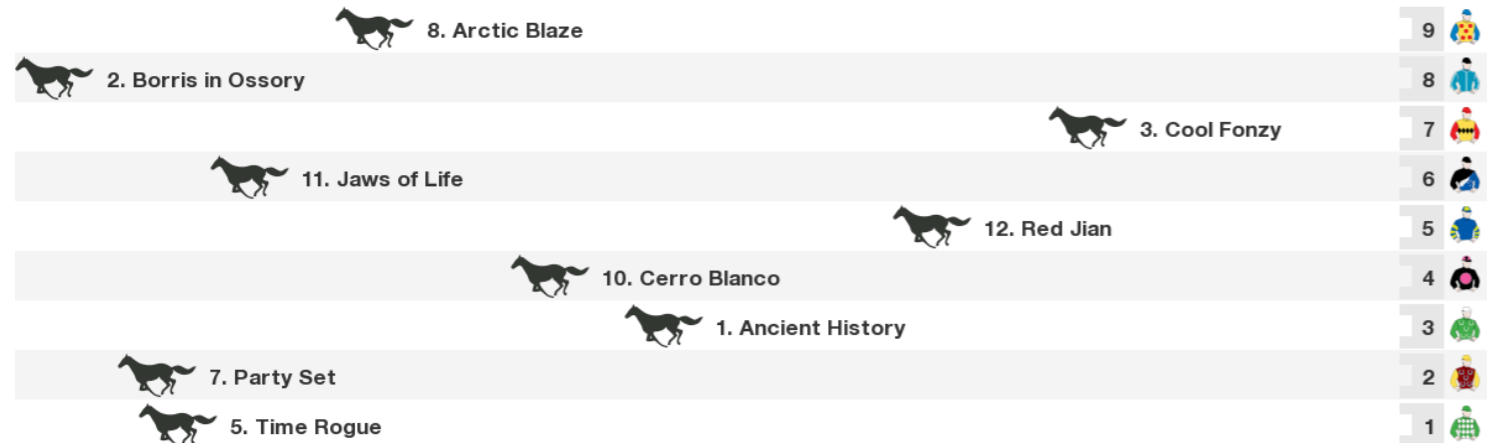 8. Arctic Blaze 9
2. Borris in Ossory 8
3. Cool Fonzy 7
11. Jaws of Life 6
12. Red Jian 5
10. Cerro Blanco 4
1. Ancient History 3
7. Party Set 2
5. Time Rogue 1